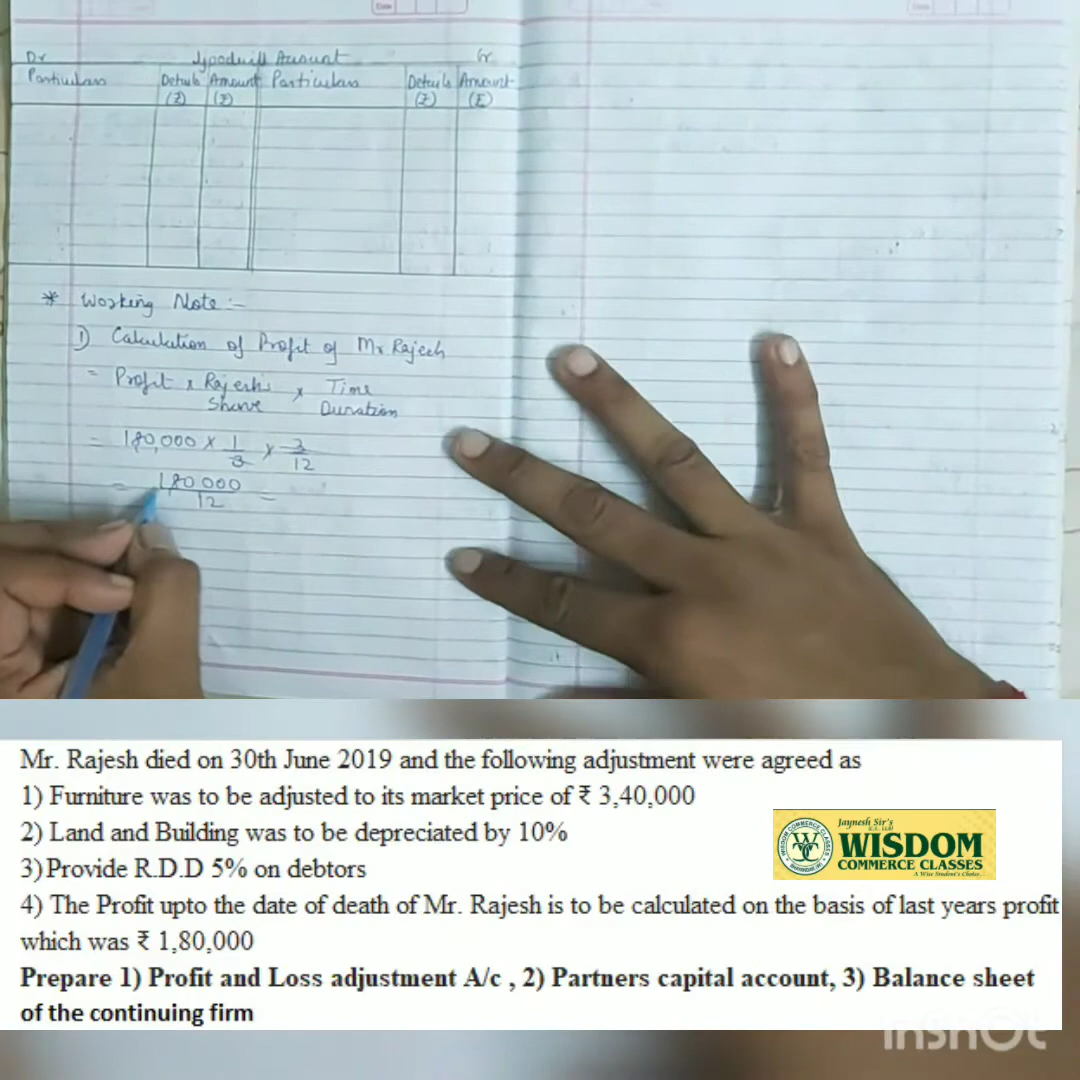 Date
Date
Dr Goodwill Account Cr
Particulars Details (₹) Amount (₹) Particulars Details (₹) Amount (₹)
* Working Note :-
1) Calculation of Profit of Mr Rajesh
= Profit x Rajesh's Share x Time Duration
= 180,000 x 1/3 x 3/12
= 180000/12 =
Mr. Rajesh died on 30th June 2019 and the following adjustment were agreed as
1) Furniture was to be adjusted to its market price of ₹ 3,40,000
2) Land and Building was to be depreciated by 10%
3)Provide R.D.D 5% on debtors
4) The Profit upto the date of death of Mr. Rajesh is to be calculated on the basis of last years profit
which was ₹ 1,80,000
Prepare 1) Profit and Loss adjustment A/c , 2) Partners capital account, 3) Balance sheet
of the continuing firm
Jaynesh Sir's
WISDOM
COMMERCE CLASSES
A Wise Student's Choice...
InShOt